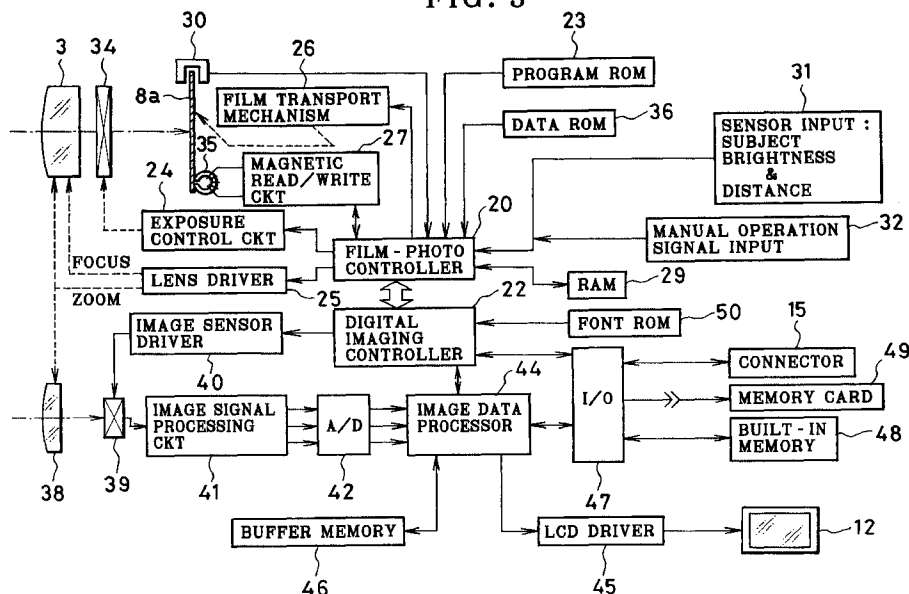 FIG. 3
3
34
30
8a
26
FILM TRANSPORT
MECHANISM
27
35
MAGNETIC
READ/WRITE
CKT
23
PROGRAM ROM
36
DATA ROM
31
SENSOR INPUT :
SUBJECT
BRIGHTNESS
&
DISTANCE
24
EXPOSURE
CONTROL CKT
20
FILM-PHOTO
CONTROLLER
MANUAL OPERATION
SIGNAL INPUT
32
FOCUS
LENS DRIVER
25
ZOOM
RAM
29
22
IMAGE SENSOR
DRIVER
40
DIGITAL
IMAGING
CONTROLLER
FONT ROM
50
15
CONNECTOR
49
MEMORY CARD
BUILT-IN
MEMORY
48
44
I/O
47
38
39
IMAGE SIGNAL
PROCESSING
CKT
41
A/D
42
IMAGE DATA
PROCESSOR
BUFFER MEMORY
46
LCD DRIVER
45
12